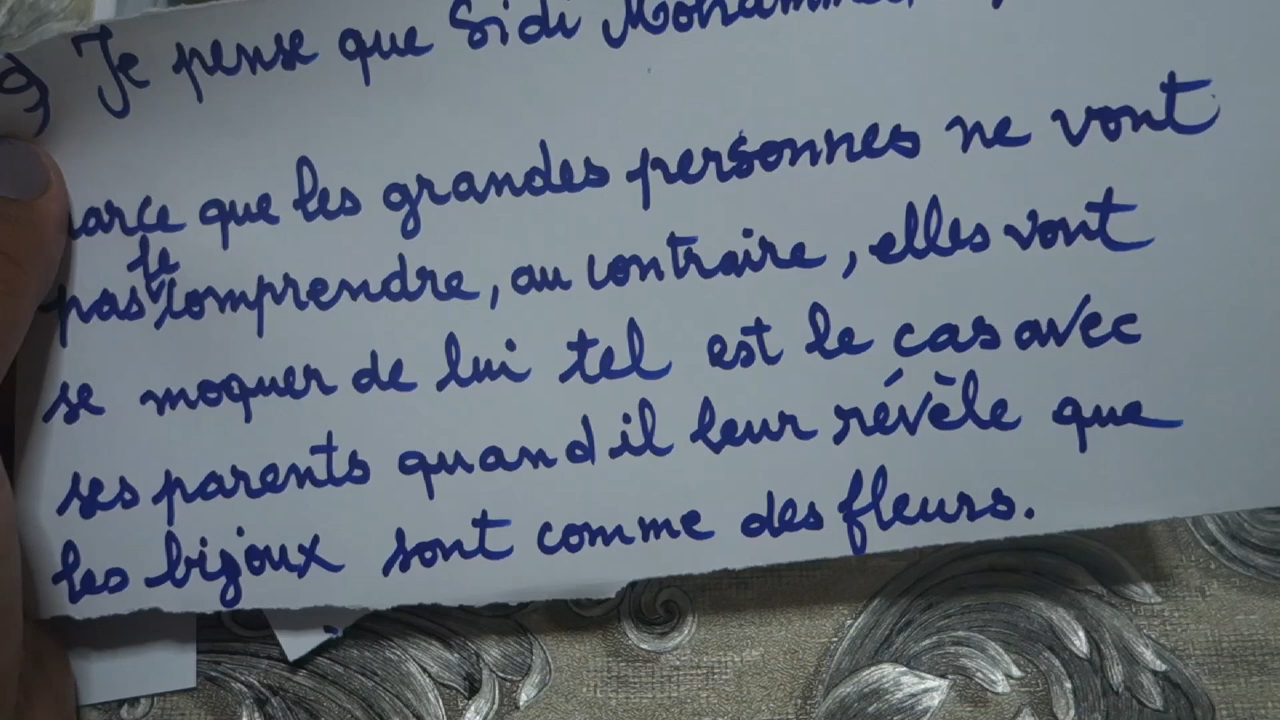 Je pense que Sidi
que les grandes personnes ne vont
pas le comprendre, au contraire, elles vont
se moquer de lui tel est le cas avec
ses parents quand il leur révèle que
les bijoux sont comme des fleurs.